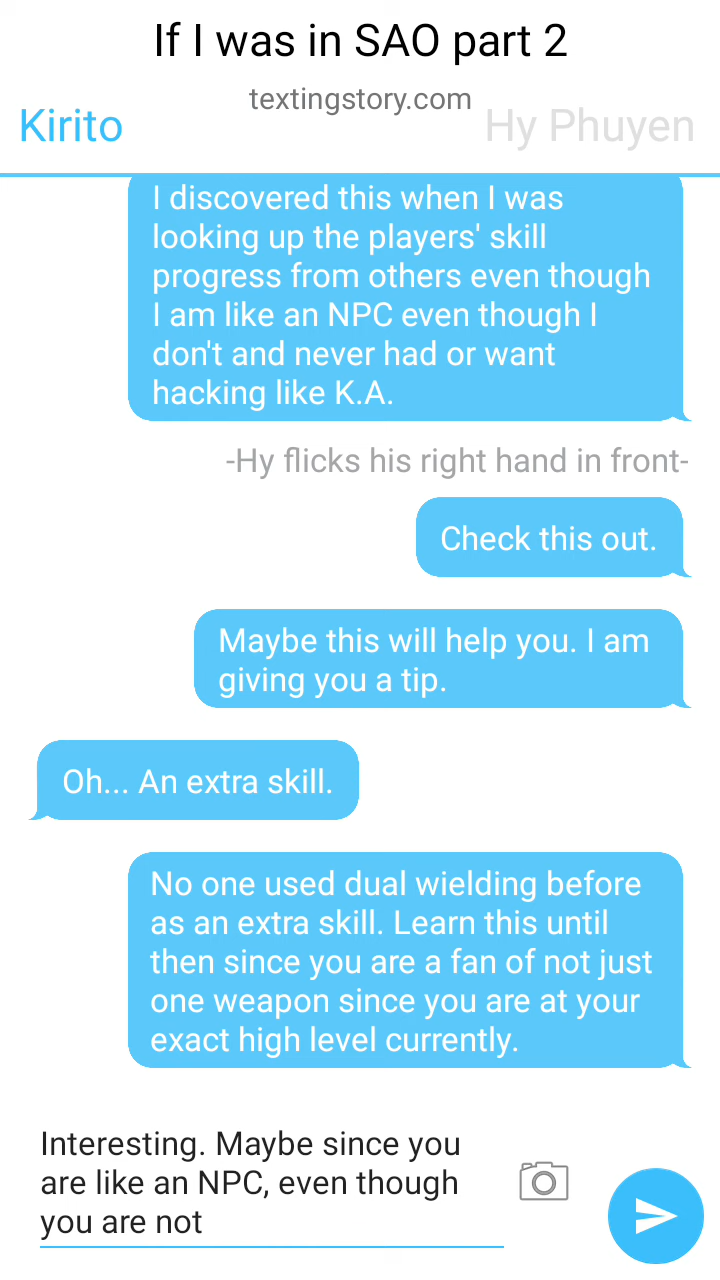 If I was in SAO part 2
textingstory.com
Kirito
Hy Phuyen
I discovered this when I was
looking up the players' skill
progress from others even though
I am like an NPC even though I
don't and never had or want
hacking like K.A.
-Hy flicks his right hand in front-
Check this out.
Maybe this will help you. I am
giving you a tip.
Oh... An extra skill.
No one used dual wielding before
as an extra skill. Learn this until
then since you are a fan of not just
one weapon since you are at your
exact high level currently.
Interesting. Maybe since you
are like an NPC, even though
you are not